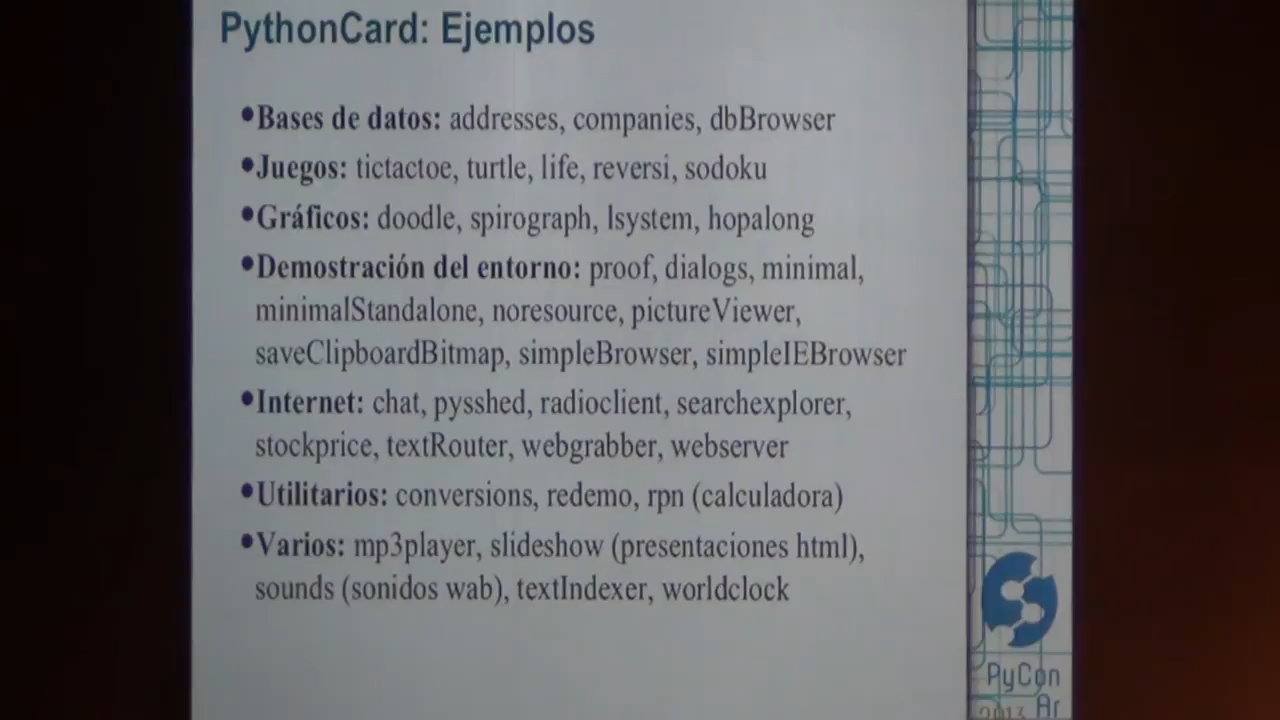 PythonCard: Ejemplos
•Bases de datos: addresses, companies, dbBrowser
•Juegos: tictactoe, turtle, life, reversi, sodoku
•Gráficos: doodle, spirograph, lsystem, hopalong
•Demostración del entorno: proof, dialogs, minimal,
minimalStandalone, noresource, pictureViewer,
saveClipboardBitmap, simpleBrowser, simpleIEBrowser
•Internet: chat, pysshed, radioclient, searchexplorer,
stockprice, textRouter, webgrabber, webserver
•Utilitarios: conversions, redemo, rpn (calculadora)
•Varios: mp3player, slideshow (presentaciones html),
sounds (sonidos wab), textIndexer, worldclock
PyCon
2013 Ar